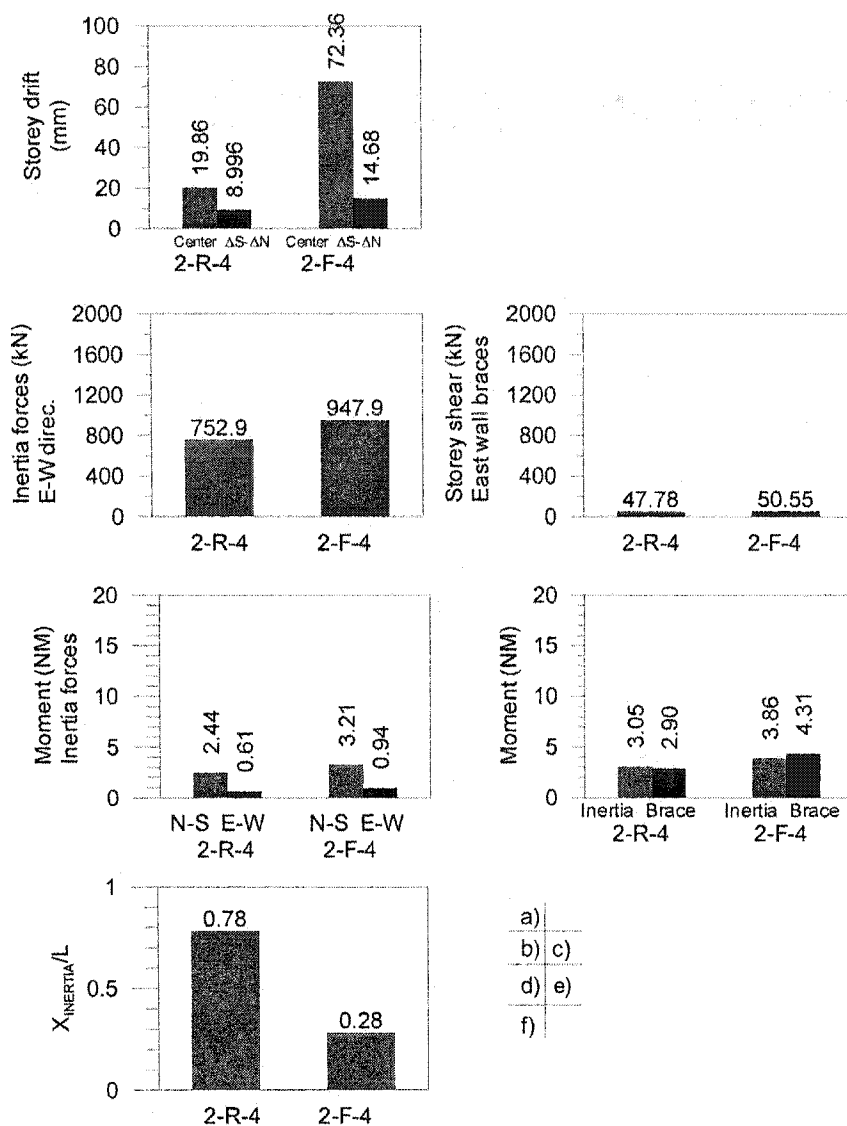 Storey drift
(mm)
100
80
60
40
20
0
19.86
8.996
72.36
14.68
Center ΔS-ΔN Center ΔS-ΔN
2-R-4 2-F-4
Inertia forces (kN)
E-W direc.
2000
1600
1200
800
400
0
752.9
947.9
2-R-4 2-F-4
Storey shear (kN)
East wall braces
2000
1600
1200
800
400
0
47.78
50.55
2-R-4 2-F-4
Moment (NM)
Inertia forces
20
15
10
5
0
2.44
0.61
3.21
0.94
N-S E-W N-S E-W
2-R-4 2-F-4
Moment (NM)
20
15
10
5
0
3.05
2.90
3.86
4.31
Inertia Brace Inertia Brace
2-R-4 2-F-4
X_INERTIA/L
1
0.5
0
0.78
0.28
2-R-4 2-F-4
a)
b) c)
d) e)
f)